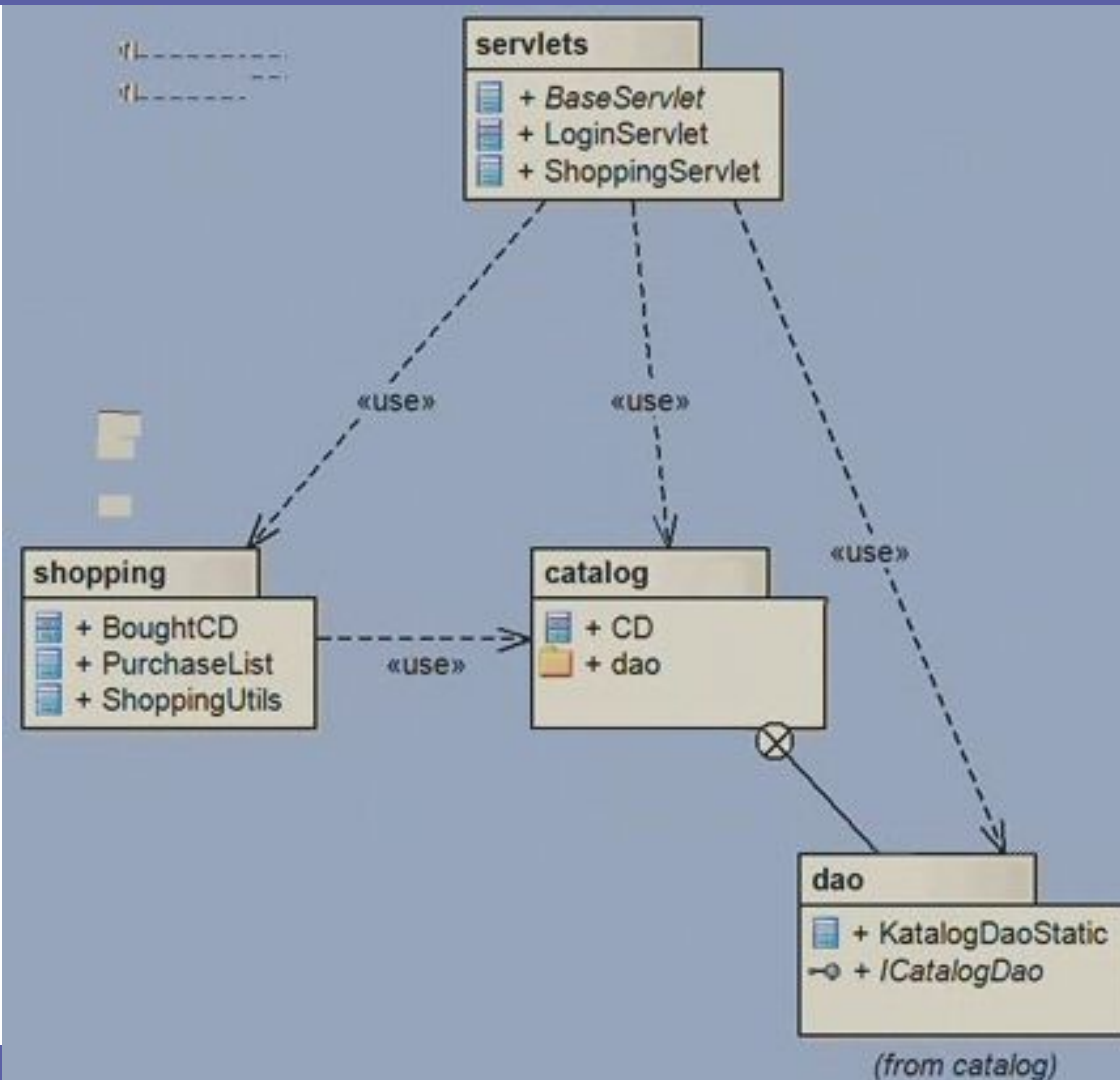 servlets
+ BaseServlet
+ LoginServlet
+ ShoppingServlet
«use»
«use»
«use»
shopping
+ BoughtCD
+ PurchaseList
+ ShoppingUtils
«use»
catalog
+ CD
+ dao
dao
+ KatalogDaoStatic
+ ICatalogDao
(from catalog)